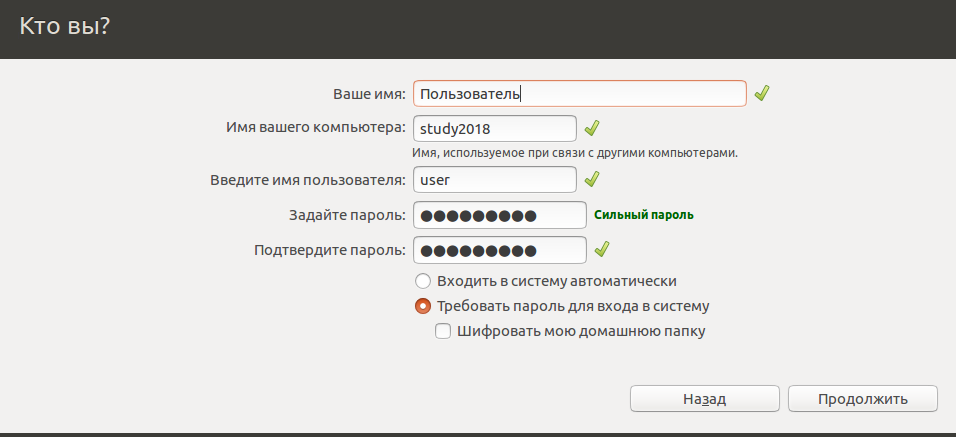 Кто вы?
Ваше имя: Пользователь
Имя вашего компьютера: study2018
Имя, используемое при связи с другими компьютерами.
Введите имя пользователя: user
Задайте пароль: ●●●●●●●●● Сильный пароль
Подтвердите пароль: ●●●●●●●●●
Входить в систему автоматически
Требовать пароль для входа в систему
Шифровать мою домашнюю папку
Назад Продолжить